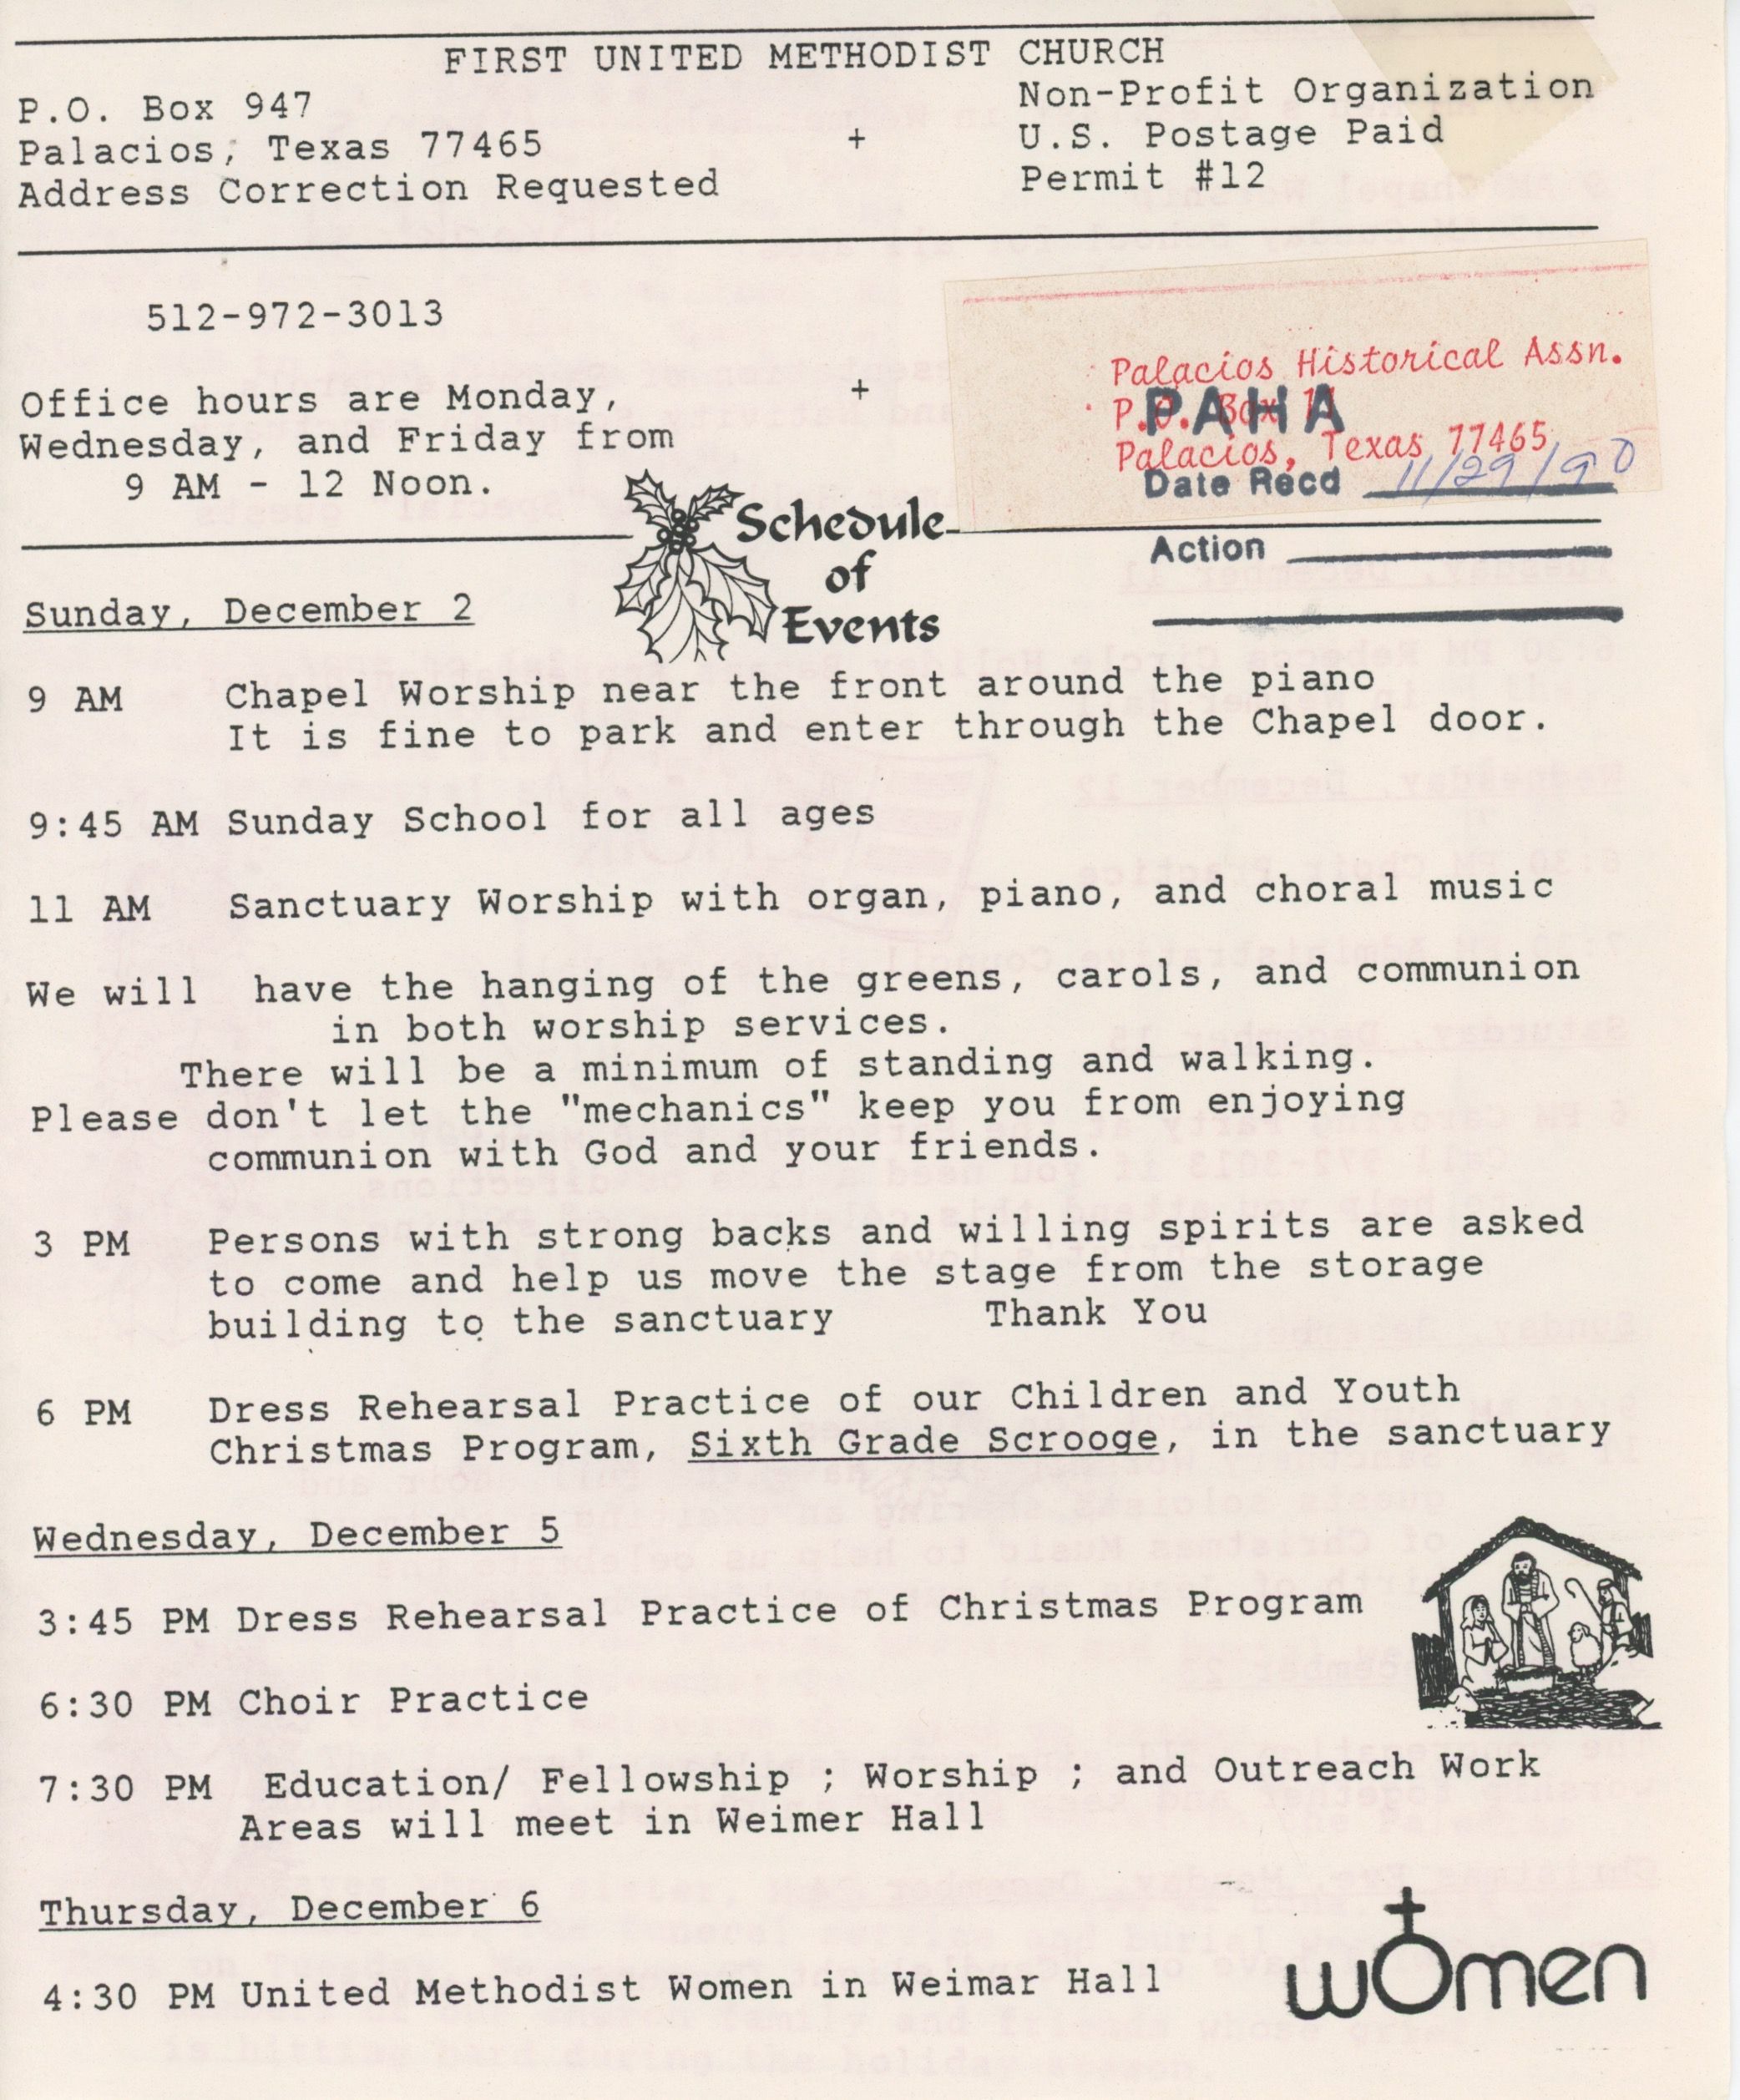 FIRST UNITED METHODIST CHURCH
P.O. Box 947
Palacios, Texas 77465
Address Correction Requested
+
Non-Profit Organization
U.S. Postage Paid
Permit #12
512-972-3013
Office hours are Monday,
Wednesday, and Friday from
9 AM - 12 Noon.
+
Palacios Historical Assn.
P.O. Box
PAHA
Palacios, Texas 77465
Date Recd 11/29/90
Action
Schedule
of
Events
Sunday, December 2
9 AM Chapel Worship near the front around the piano
It is fine to park and enter through the Chapel door.
9:45 AM Sunday School for all ages
11 AM Sanctuary Worship with organ, piano, and choral music
We will have the hanging of the greens, carols, and communion
in both worship services.
There will be a minimum of standing and walking.
Please don't let the "mechanics" keep you from enjoying
communion with God and your friends.
3 PM Persons with strong backs and willing spirits are asked
to come and help us move the stage from the storage
building to the sanctuary Thank You
6 PM Dress Rehearsal Practice of our Children and Youth
Christmas Program, Sixth Grade Scrooge, in the sanctuary
Wednesday, December 5
3:45 PM Dress Rehearsal Practice of Christmas Program
6:30 PM Choir Practice
7:30 PM Education/ Fellowship ; Worship ; and Outreach Work
Areas will meet in Weimer Hall
Thursday, December 6
4:30 PM United Methodist Women in Weimar Hall
women